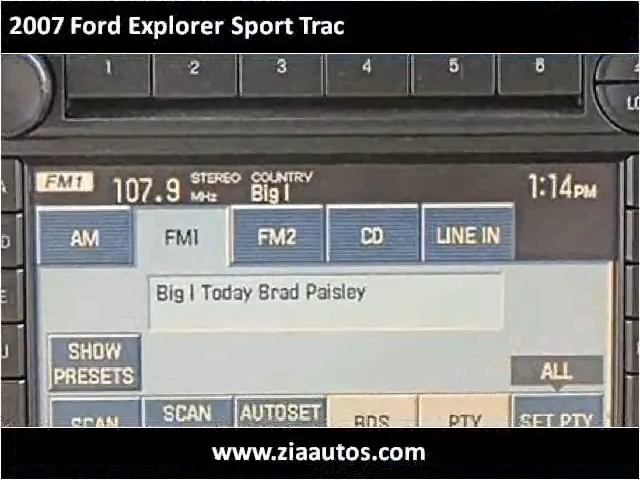 2007 Ford Explorer Sport Trac
1 2 3 4 5 6
FM1 107.9 MHz STEREO COUNTRY Big I 1:14PM
AM FM1 FM2 CD LINE IN
Big I Today Brad Paisley
SHOW PRESETS
ALL
SCAN SCAN AUTOSET RDS PTY SET PTY
www.ziaautos.com